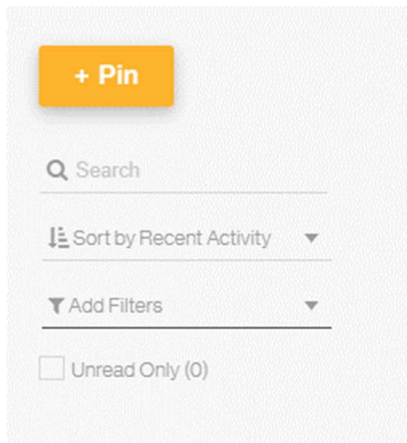 + Pin
Search
Sort by Recent Activity
Add Filters
Unread Only (0)